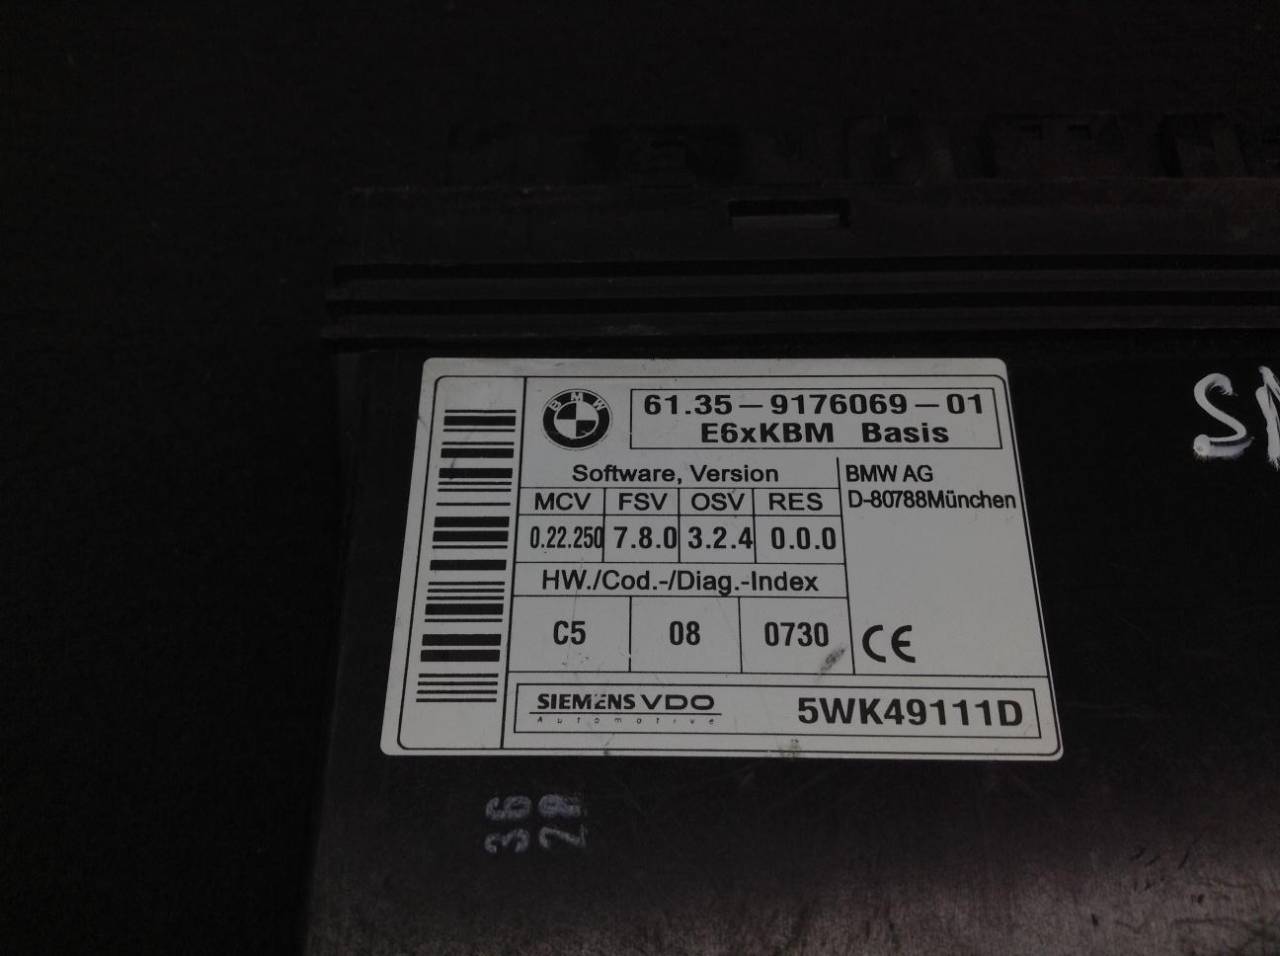 BMW
61.35-9176069-01
E6xKBM Basis
Software, Version
MCV FSV OSV RES
0.22.250 7.8.0 3.2.4 0.0.0
BMW AG
D-80788München
HW./Cod.-/Diag.-Index
C5 08 0730
CE
SIEMENS VDO
Automotive
5WK49111D